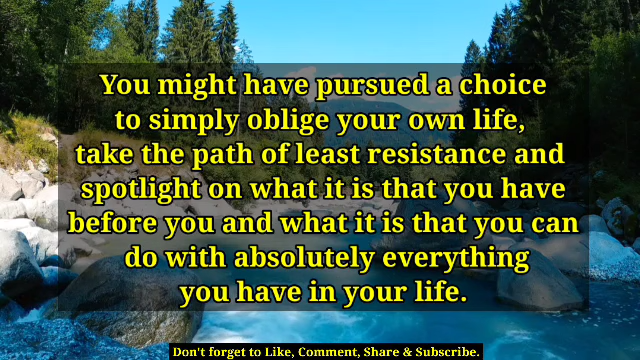 You might have pursued a choice
to simply oblige your own life,
take the path of least resistance and
spotlight on what it is that you have
before you and what it is that you can
do with absolutely everything
you have in your life.
Don't forget to Like, Comment, Share & Subscribe.